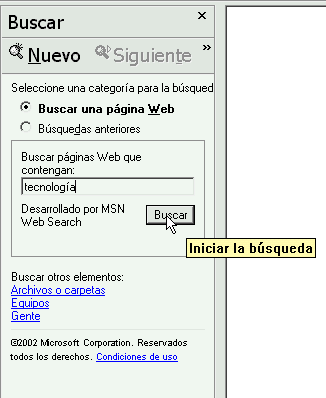 Buscar
Nuevo Siguiente
Seleccione una categoría para la búsqued
Buscar una página Web
Búsquedas anteriores
Buscar páginas Web que
contengan:
tecnología
Desarrollado por MSN
Web Search
Buscar
Iniciar la búsqueda
Buscar otros elementos:
Archivos o carpetas
Equipos
Gente
©2002 Microsoft Corporation. Reservados
todos los derechos. Condiciones de uso